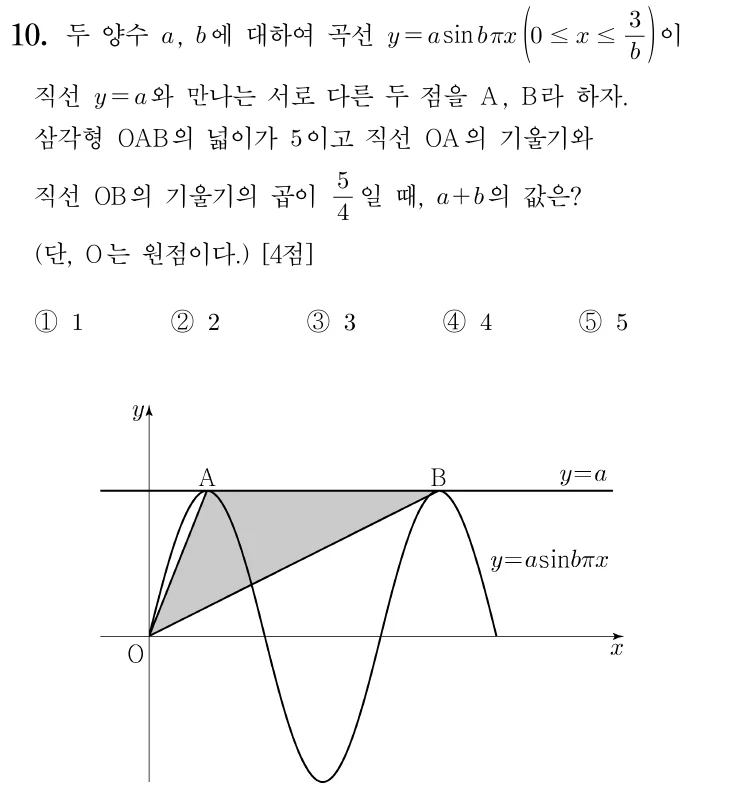 10. 두 양수 a, b에 대하여 곡선 y=asinbπx(0≤x≤3/b)이
직선 y=a와 만나는 서로 다른 두 점을 A, B라 하자.
삼각형 OAB의 넓이가 5이고 직선 OA의 기울기와
직선 OB의 기울기의 곱이 5/4일 때, a+b의 값은?
(단, O는 원점이다.) [4점]
① 1 ② 2 ③ 3 ④ 4 ⑤ 5
y
A B y=a
y=asinbπx
O x